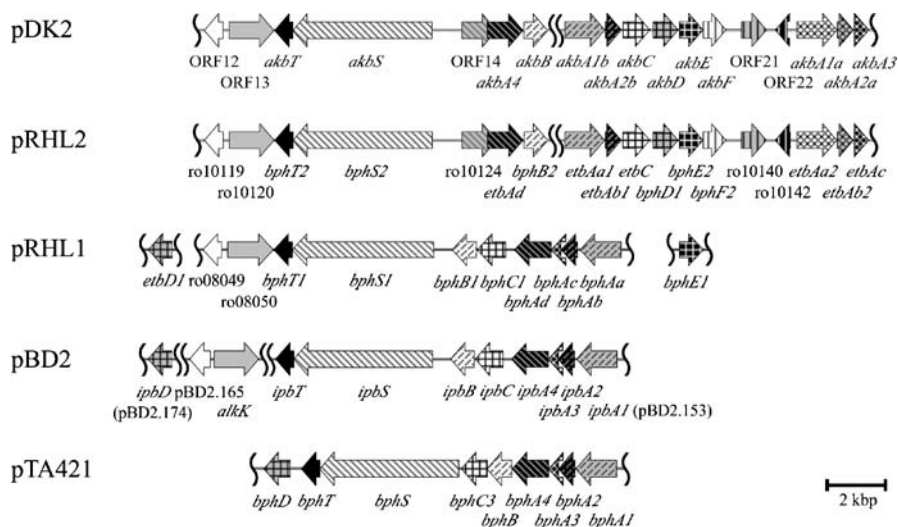 pDK2
ORF12 akbT akbS ORF14 akbB akbA1b akbC akbE ORF21 akbA1a akbA3
ORF13 akbA4 akbA2b akbD akbF ORF22 akbA2a
pRHL2
ro10119 bphT2 bphS2 ro10124 bphB2 etbAa1 etbC bphE2 ro10140 etbAa2 etbAc
ro10120 etbAd etbAb1 bphD1 bphF2 ro10142 etbAb2
pRHL1
etbD1 ro08049 bphT1 bphS1 bphB1 bphC1 bphAc bphAa bphE1
ro08050 bphAd bphAb
pBD2
ipbD pBD2.165 ipbT ipbS ipbB ipbC ipbA4 ipbA2
(pBD2.174) alkK ipbA3 ipbA1 (pBD2.153)
pTA421
bphD bphT bphS bphC3 bphA4 bphA2
bphB bphA3 bphA1
2 kbp